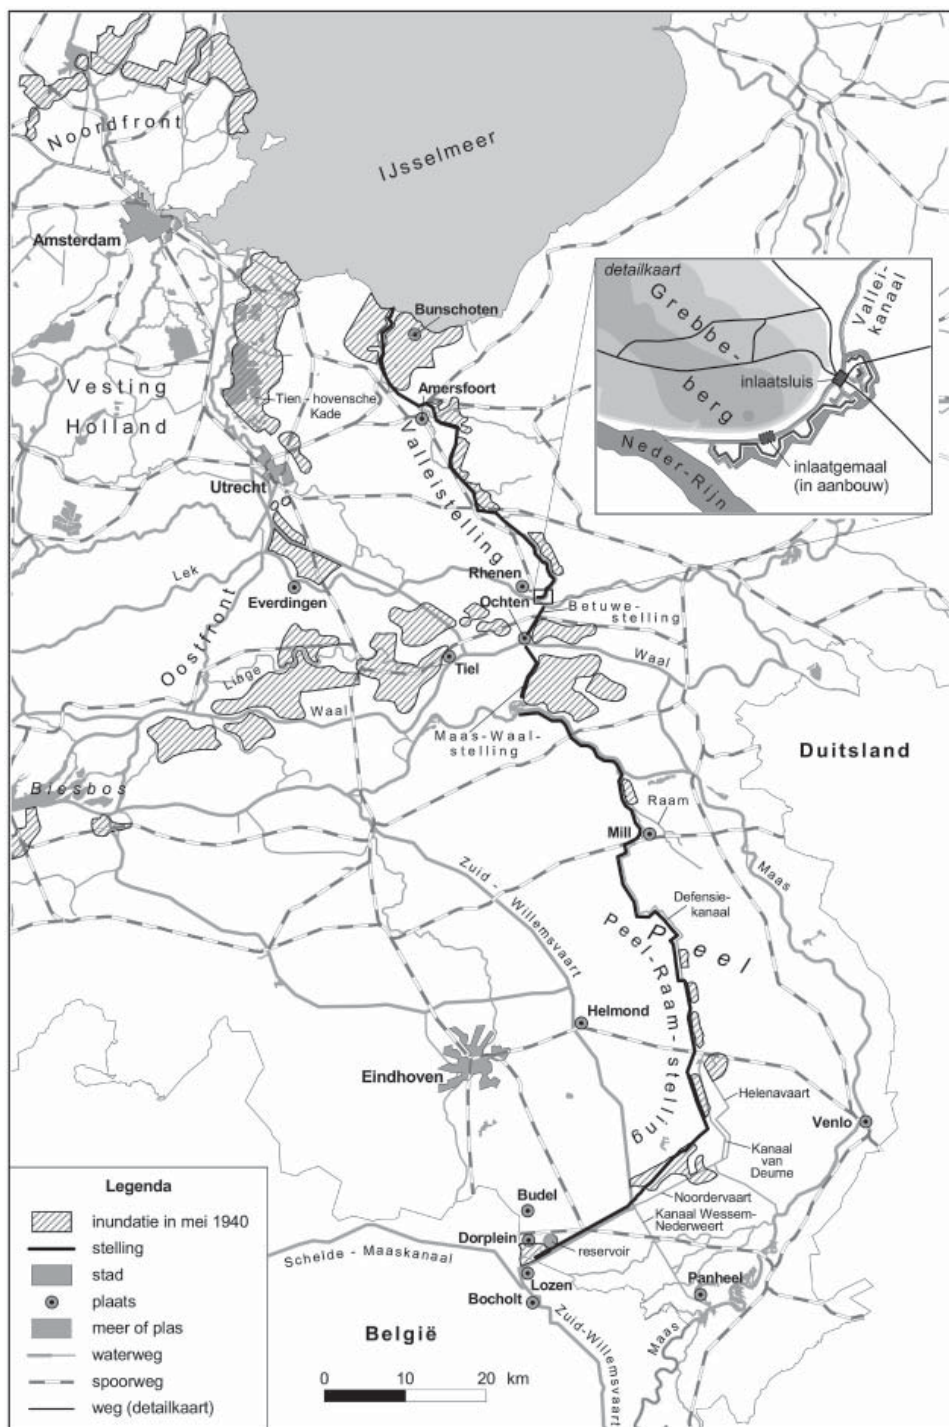 Noordfront
IJsselmeer
Amsterdam
Bunschoten
detailkaart
Grebbe-
berg
Vallei-
kanaal
inlaatsluis
inlaatgemaal
(in aanbouw)
Neder-Rijn
Vesting
Holland
Tien-hovensche
Kade
Amersfoort
Valleistelling
Utrecht
Lek
Rhenen
Everdingen
Ochten
Betuwe-
stelling
Oostfront
Linge
Tiel
Waal
Waal
Maas-Waal-
stelling
Duitsland
Biesbos
Raam
Mill
Maas
Zuid-
Willemsvaart
Defensie-
kanaal
Peel
Peel-Raam-stelling
Helmond
Eindhoven
Helenavaart
Venlo
Kanaal
van
Deurne
Noordervaart
Kanaal Wessem-
Nederweert
Budel
Dorplein
reservoir
Schelde-Maaskanaal
Lozen
Panheel
Bocholt
Zuid-Willemsvaart
Maas
België
0 10 20 km
Legenda
inundatie in mei 1940
stelling
stad
plaats
meer of plas
waterweg
spoorweg
weg (detailkaart)